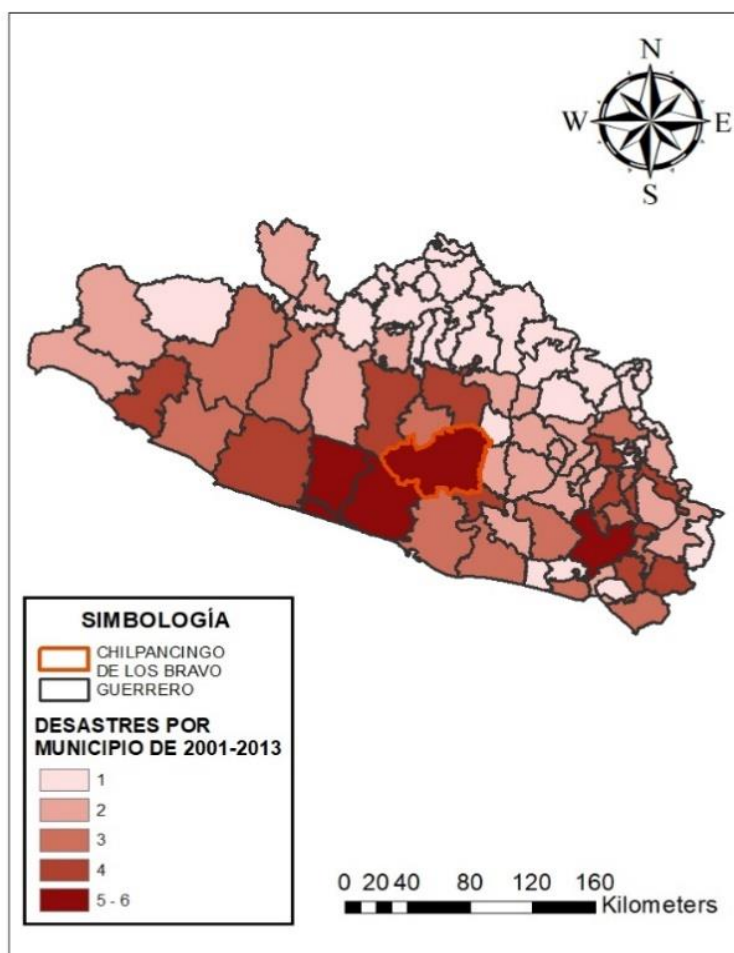 N
W E
S
SIMBOLOGÍA
CHILPANCINGO
DE LOS BRAVO
GUERRERO
DESASTRES POR
MUNICIPIO DE 2001-2013
1
2
3
4
5 - 6
0 20 40 80 120 160
Kilometers